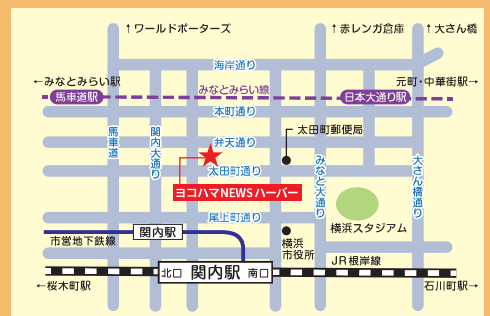 ↑ワールドポーターズ
↑赤レンガ倉庫
↑大さん橋
海岸通り
←みなとみらい駅
みなとみらい線
元町・中華街駅→
馬車道駅
日本大通り駅
本町通り
馬車道
関内大通り
弁天通り
太田町郵便局
太田町通り
みなと大通り
大さん橋通り
ヨコハマNEWSハーバー
尾上町通り
横浜スタジアム
関内駅
市営地下鉄線
横浜
市役所
JR根岸線
北口 関内駅 南口
←桜木町駅
石川町駅→